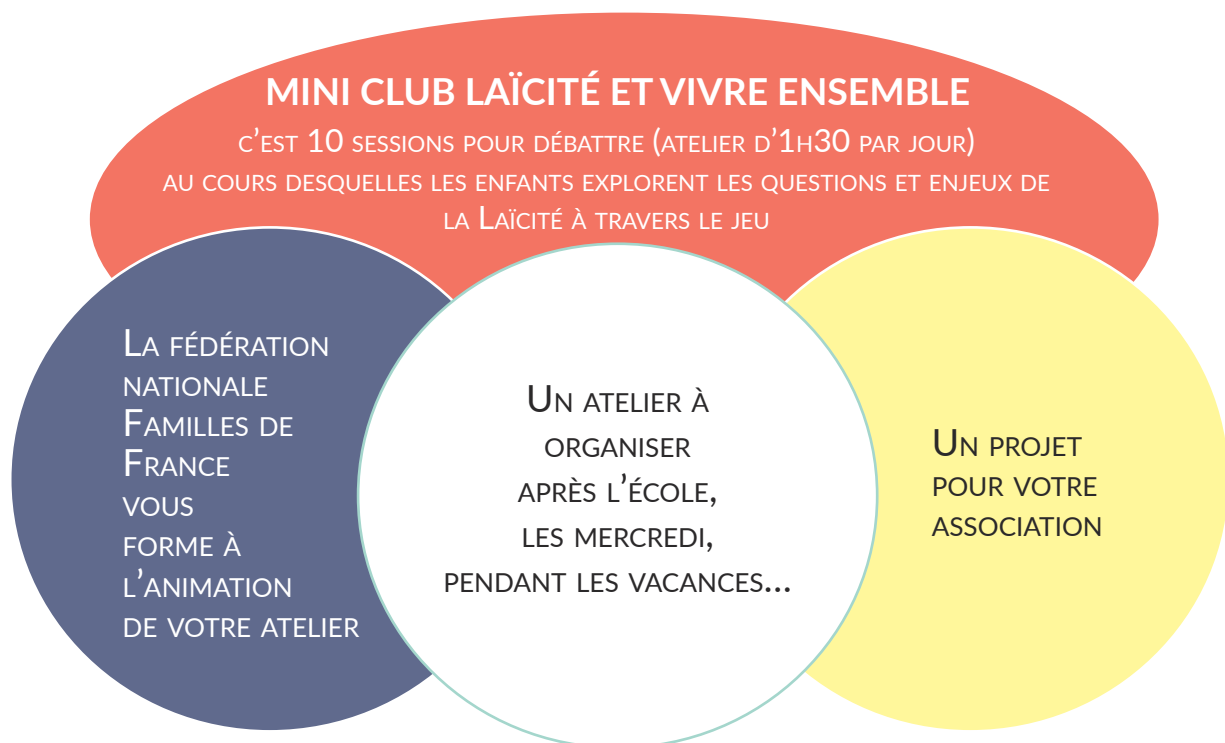 MINI CLUB LAÏCITÉ ET VIVRE ENSEMBLE
C'EST 10 SESSIONS POUR DÉBATTRE (ATELIER D'1H30 PAR JOUR)
AU COURS DESQUELLES LES ENFANTS EXPLORENT LES QUESTIONS ET ENJEUX DE
LA LAÏCITÉ À TRAVERS LE JEU
LA FÉDÉRATION
NATIONALE
FAMILLES DE
FRANCE
VOUS
FORME À
L'ANIMATION
DE VOTRE ATELIER
UN ATELIER À
ORGANISER
APRÈS L'ÉCOLE,
LES MERCREDI,
PENDANT LES VACANCES...
UN PROJET
POUR VOTRE
ASSOCIATION